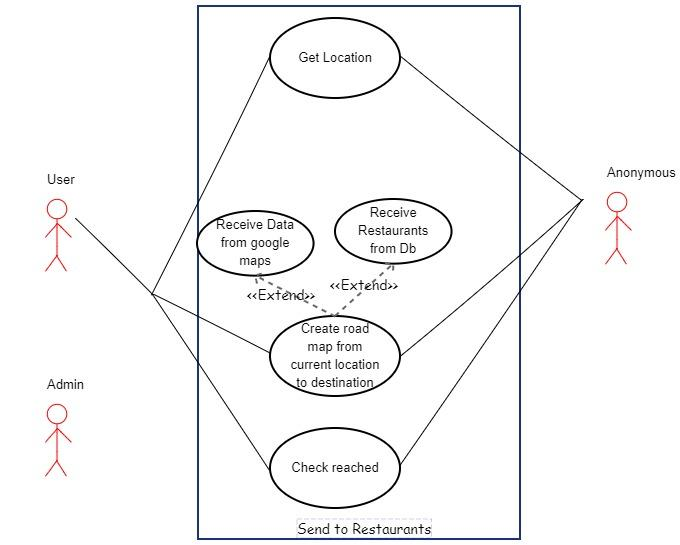 Get Location
User
Anonymous
Receive Data
from google
maps
Receive
Restaurants
from Db
<<Extend>>
<<Extend>>
Create road
map from
current location
to destination
Admin
Check reached
Send to Restaurants